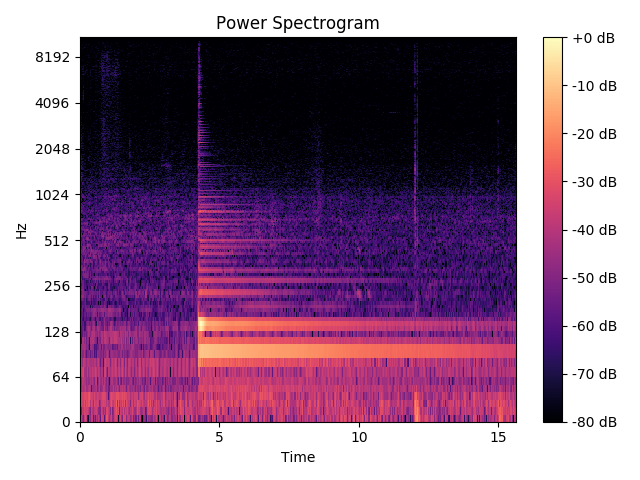 Power Spectrogram
Hz
8192
4096
2048
1024
512
256
128
64
0
0 5 10 15
Time
+0 dB
-10 dB
-20 dB
-30 dB
-40 dB
-50 dB
-60 dB
-70 dB
-80 dB